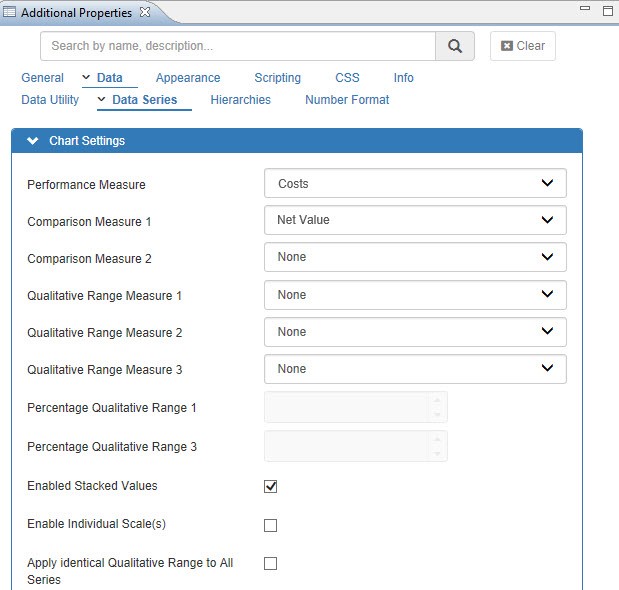 Additional Properties
Search by name, description...
Clear
General Data Appearance Scripting CSS Info
Data Utility Data Series Hierarchies Number Format
Chart Settings
Performance Measure Costs
Comparison Measure 1 Net Value
Comparison Measure 2 None
Qualitative Range Measure 1 None
Qualitative Range Measure 2 None
Qualitative Range Measure 3 None
Percentage Qualitative Range 1
Percentage Qualitative Range 3
Enabled Stacked Values
Enable Individual Scale(s)
Apply identical Qualitative Range to All
Series